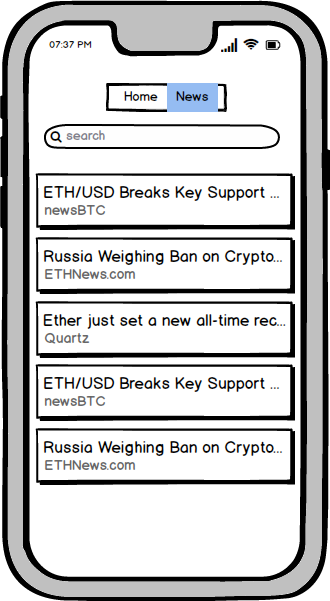 07:37 PM
Home News
search
ETH/USD Breaks Key Support ...
newsBTC
Russia Weighing Ban on Crypto...
ETHNews.com
Ether just set a new all-time rec...
Quartz
ETH/USD Breaks Key Support ...
newsBTC
Russia Weighing Ban on Crypto...
ETHNews.com